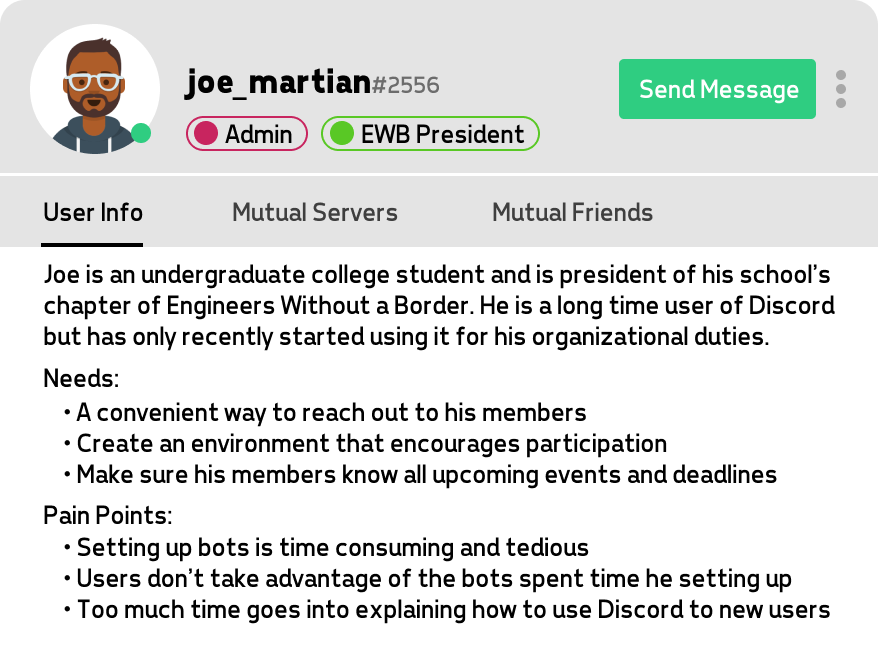 joe_martian#2556
Send Message
Admin
EWB President
User Info
Mutual Servers
Mutual Friends
Joe is an undergraduate college student and is president of his school’s
chapter of Engineers Without a Border. He is a long time user of Discord
but has only recently started using it for his organizational duties.
Needs:
• A convenient way to reach out to his members
• Create an environment that encourages participation
• Make sure his members know all upcoming events and deadlines
Pain Points:
• Setting up bots is time consuming and tedious
• Users don’t take advantage of the bots spent time he setting up
• Too much time goes into explaining how to use Discord to new users